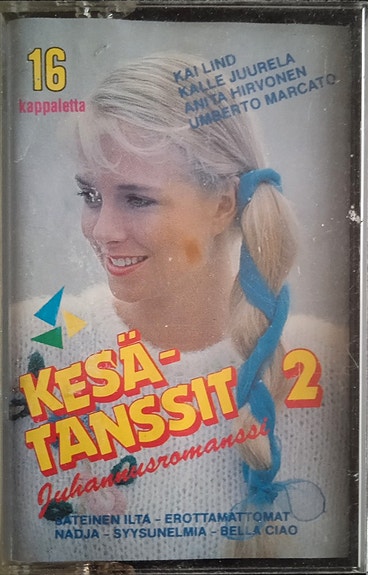 16
kappaletta
KAI LIND
KALLE JUURELA
ANITA HIRVONEN
UMBERTO MARCATO
KESÄ-
TANSSIT 2
Juhannusromanssi
SATEINEN ILTA - EROTTAMATTOMAT
NADJA - SYYSUNELMIA - BELLA CIAO